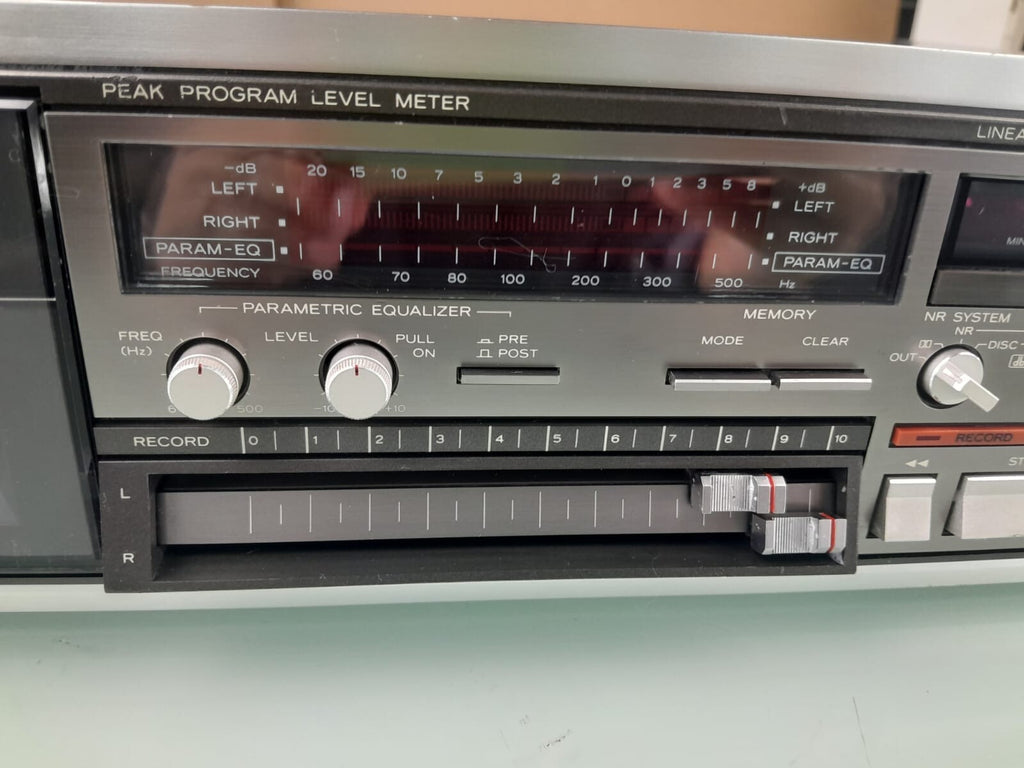 PEAK PROGRAM LEVEL METER
LINEA
-dB 20 15 10 7 5 3 2 1 0 1 2 3 5 8 +dB
LEFT LEFT
RIGHT RIGHT
PARAM-EQ PARAM-EQ
FREQUENCY 60 70 80 100 200 300 500 Hz
MIN
PARAMETRIC EQUALIZER
MEMORY
NR SYSTEM
FREQ
(Hz)
LEVEL
PULL
ON
PRE
POST
MODE
CLEAR
NR
OUT
DISC
6 500
-10 +10
RECORD 0 1 2 3 4 5 6 7 8 9 10
RECORD
L
R
ST